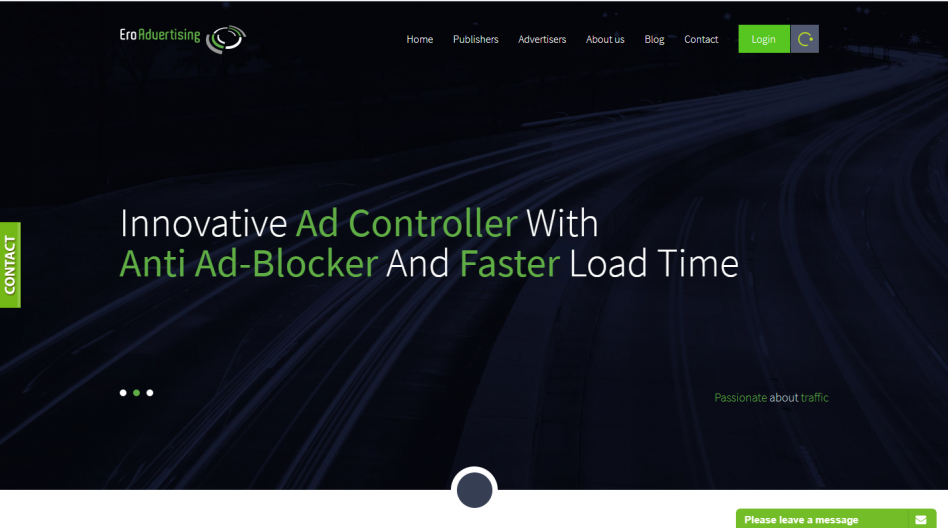 EroAdvertising
Home Publishers Advertisers About us Blog Contact Login
Innovative Ad Controller With
Anti Ad-Blocker And Faster Load Time
CONTACT
Passionate about traffic
Please leave a message